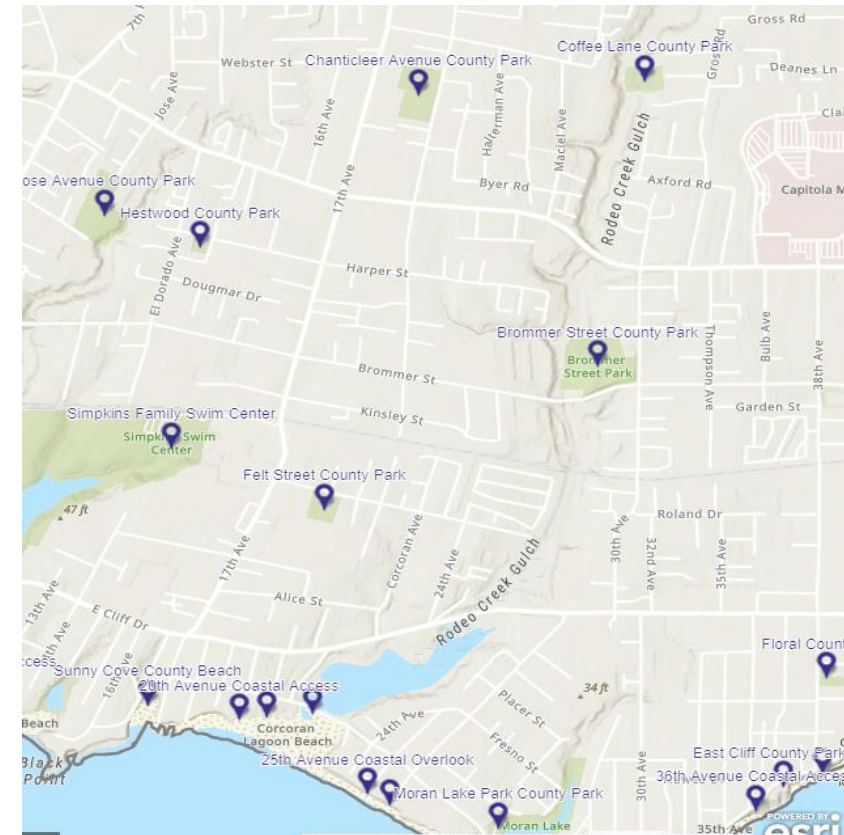 7th
Gross Rd
Coffee Lane County Park
Chanticleer Avenue County Park
Webster St
Gross Rd
Deanes Ln
Jose Ave
16th Ave
Halterman Ave
Maciel Ave
Rodeo Creek Gulch
ose Avenue County Park
17th Ave
Byer Rd
Axford Rd
Capitola M
Hestwood County Park
El Dorado Ave
Harper St
Dougmar Dr
Brommer Street County Park
Thompson Ave
Bulb Ave
38th Ave
Brommer
Street Park
Brommer St
Simpkins Family Swim Center
Kinsley St
Garden St
Simpkins Swim
Center
Felt Street County Park
47 ft
Roland Dr
17th Ave
Corcoran Ave
24th Ave
30th Ave
32nd Ave
35th Ave
Rodeo Creek Gulch
13th Ave
Alice St
E Cliff Dr
Floral Coun
ccess
Sunny Cove County Beach
16th Ave
20th Avenue Coastal Access
34 ft
Placer St
Beach
Corcoran
Lagoon Beach
24th Ave
Fresno St
Black
Point
25th Avenue Coastal Overlook
East Cliff County Park
30th Ave
36th Avenue Coastal Acces
Moran Lake Park County Park
Moran Lake
35th Ave
POWERED BY
esri